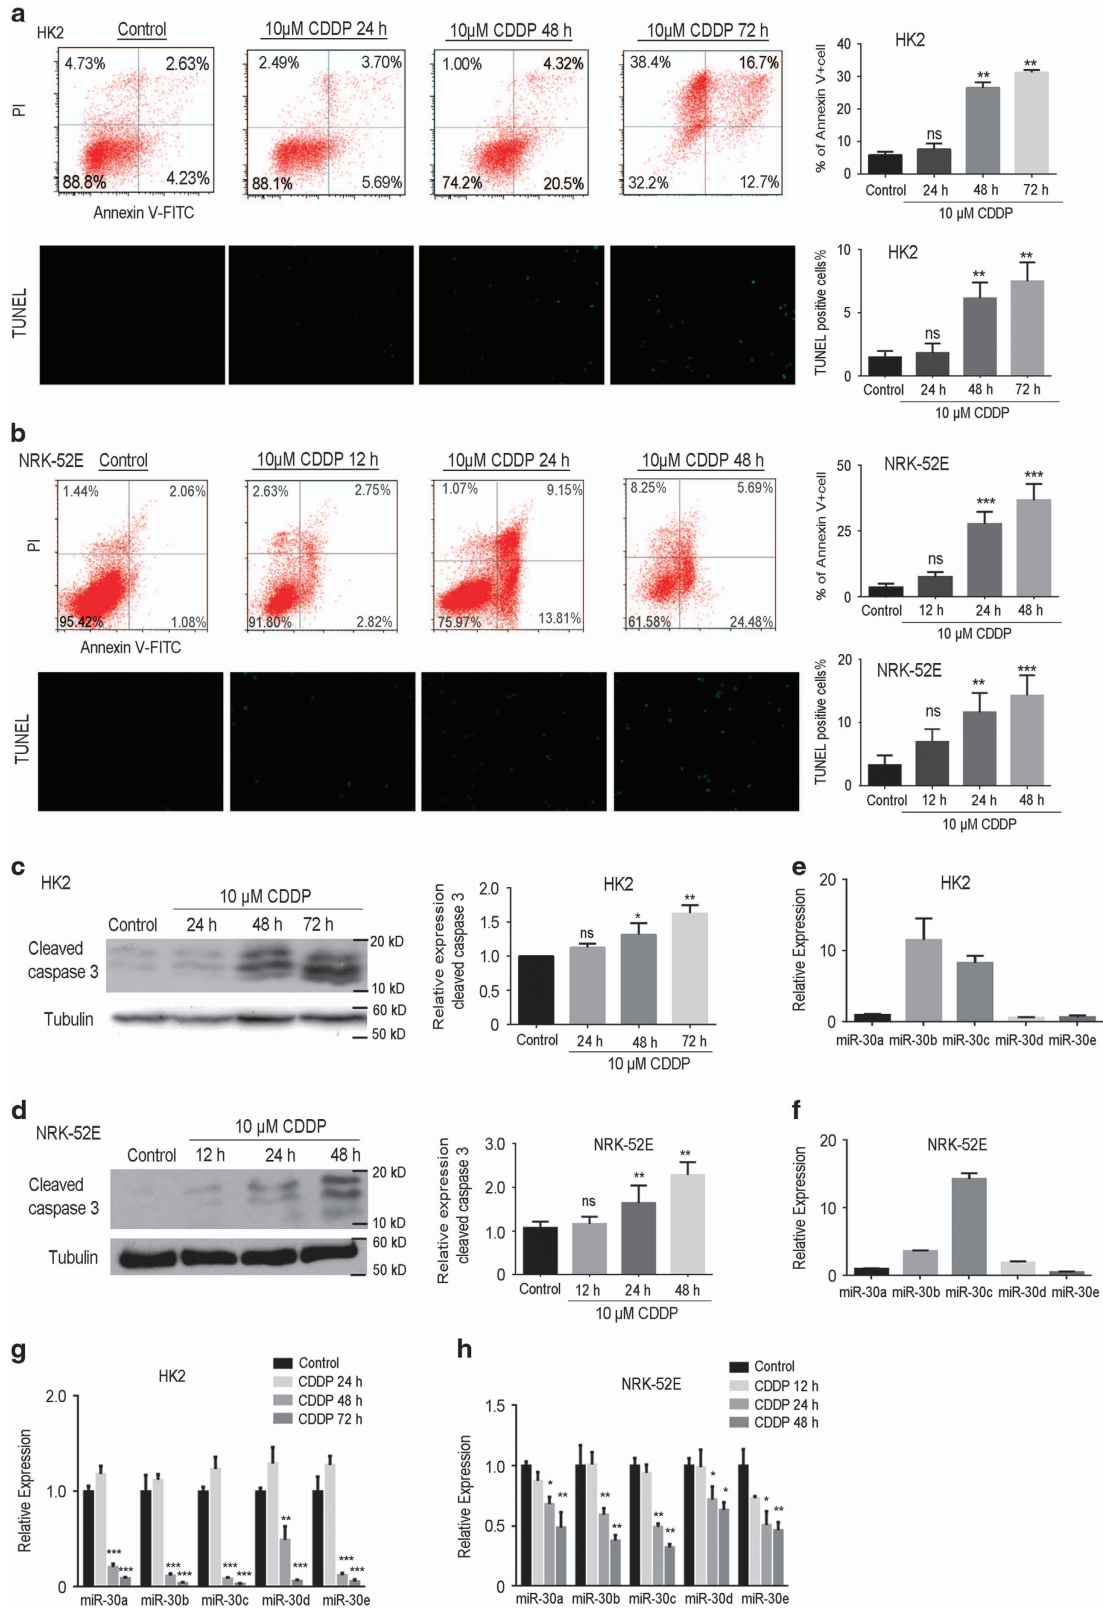 a
HK2
Control
10µM CDDP 24 h
10µM CDDP 48 h
10µM CDDP 72 h
4.73%
2.63%
88.8%
4.23%
2.49%
3.70%
88.1%
5.69%
1.00%
4.32%
74.2%
20.5%
38.4%
16.7%
32.2%
12.7%
PI
Annexin V-FITC
HK2
% of Annexin V+cell
40
30
20
10
0
ns
**
**
Control
24 h
48 h
72 h
10 µM CDDP
TUNEL
HK2
TUNEL positive cells%
10
5
0
ns
**
**
Control
24 h
48 h
72 h
10 µM CDDP
b
NRK-52E
Control
10µM CDDP 12 h
10µM CDDP 24 h
10µM CDDP 48 h
1.44%
2.06%
95.42%
1.08%
2.63%
2.75%
91.80%
2.82%
1.07%
9.15%
75.97%
13.81%
8.25%
5.69%
61.58%
24.48%
PI
Annexin V-FITC
NRK-52E
% of Annexin V+cell
50
25
0
ns
***
***
Control
12 h
24 h
48 h
10 µM CDDP
TUNEL
NRK-52E
TUNEL positive cells%
20
10
0
ns
**
***
Control
12 h
24 h
48 h
10 µM CDDP
c
HK2
10 µM CDDP
Control
24 h
48 h
72 h
Cleaved
caspase 3
20 kD
10 kD
Tubulin
60 kD
50 kD
HK2
Relative expression
cleaved caspase 3
2.0
1.5
1.0
0.5
0
ns
*
**
Control
24 h
48 h
72 h
10 µM CDDP
e
HK2
Relative Expression
20
10
0
miR-30a miR-30b miR-30c miR-30d miR-30e
d
NRK-52E
10 µM CDDP
Control
12 h
24 h
48 h
Cleaved
caspase 3
20 kD
10 kD
Tubulin
60 kD
50 kD
NRK-52E
Relative expression
cleaved caspase 3
3.0
2.0
1.0
0
ns
**
**
Control
12 h
24 h
48 h
10 µM CDDP
f
NRK-52E
Relative Expression
20
10
0
miR-30a miR-30b miR-30c miR-30d miR-30e
g
HK2
Control
CDDP 24 h
CDDP 48 h
CDDP 72 h
Relative Expression
2.0
1.0
0
***
***
***
***
***
***
**
***
***
***
miR-30a miR-30b miR-30c miR-30d miR-30e
h
NRK-52E
Control
CDDP 12 h
CDDP 24 h
CDDP 48 h
Relative Expression
1.5
1.0
0.5
0
*
**
**
**
**
**
*
*
*
**
miR-30a miR-30b miR-30c miR-30d miR-30e